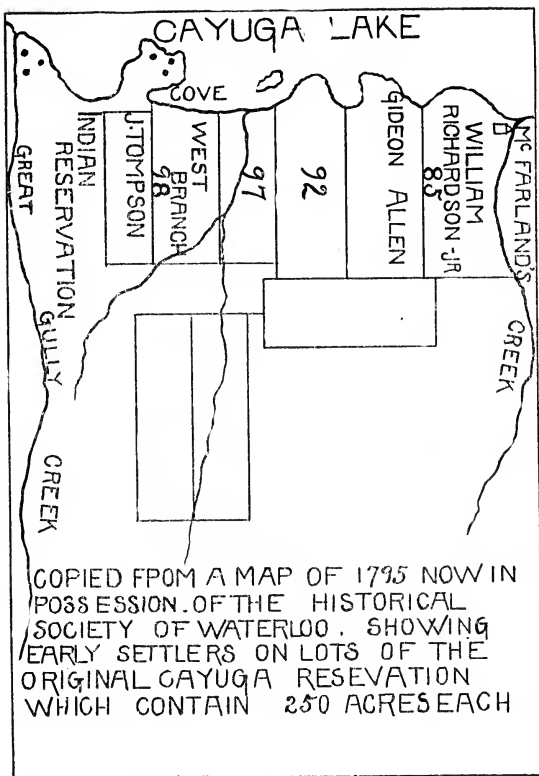 CAYUGA LAKE
COVE
GREAT
GULLY
CREEK
INDIAN
RESERVATION
J.TOMPSON
WEST
BRANCH
98
97
92
GIDEON ALLEN
WILLIAM
RICHARDSON-JR
85
McFARLAND'S
CREEK
COPIED FPOM A MAP OF 1795 NOW IN
POSSESSION.OF THE HISTORICAL
SOCIETY OF WATERLOO. SHOWING
EARLY SETTLERS ON LOTS OF THE
ORIGINAL CAYUGA RESEVATION
WHICH CONTAIN 250 ACRES EACH